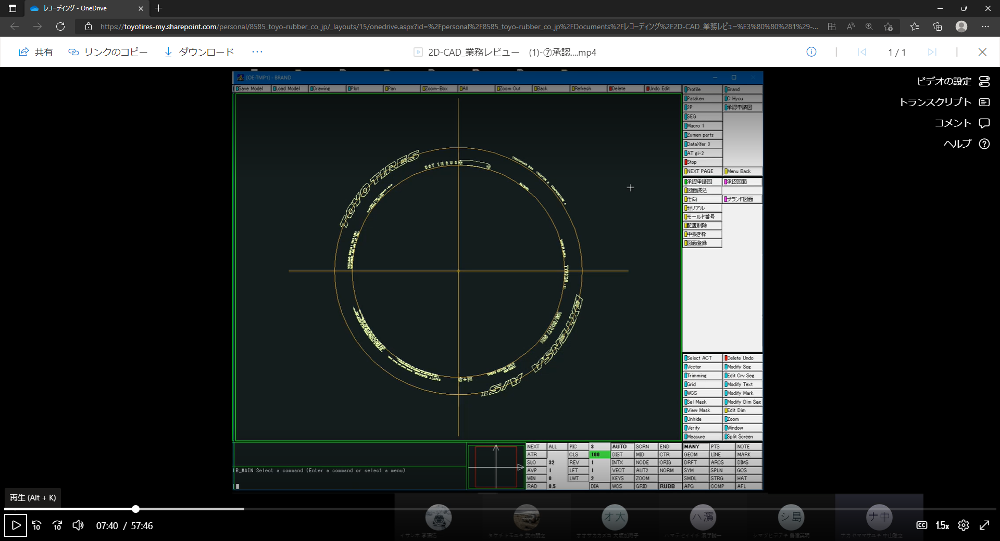 レコーディング - OneDrive
https://toyotires-my.sharepoint.com/personal/8585_toyo-rubber_co_jp/_layouts/15/onedrive.aspx?id=%2Fpersonal%2F8585_toyo-rubber_co_jp%2FDocuments%2Fレコーディング%2F2D-CAD_業務レビュー%E3%80%80%281%29-...
共有
リンクのコピー
ダウンロード
2D-CAD_業務レビュー (1)-⑦承認....mp4
1 / 1
ビデオの設定
トランスクリプト
コメント
ヘルプ
[OE-TMP1] - BRAND
Save Model
Load Model
Drawing
Plot
Pan
Zoom-Box
All
Zoom Out
Back
Refresh
Delete
Undo Edit
Profile
Brand
Pataken
C Hyou
2P
承認申請図
SEG
Macro 1
Zumen parts
DataXfer 3
AT gi-2
Stop
NEXT PAGE
Menu Back
承認申請図
承認図面
図面読込
仕向
ブランド図面
セリアル
モールド番号
配置削除
中抜き枠
図面登録
TOYO TIRES
M+S
A/S II
Select ACT
Delete Undo
Vector
Modify Seg
Trimming
Edit Crv Seg
Grid
Modify Text
WCS
Modify Mark
Sel Mask
Modify Dim Seg
View Mask
Edit Dim
Unhide
Zoom
Verify
Window
Measure
Split Screen
NEXT ALL PIC 3 AUTO SCRN END MANY PTS NOTE
ATR CLS 100 DIST MID CTR GEOM LINE MARK
SLO 32 REV 1 INTX NODE ORIG DRFT ARCS DIMS
AVP 1 LFT 1 VECT AUT2 NORM SYM SPLN GCS
WIN 0 LWT 2 KEYS ZOOM SMDL STRG HAT
RAD 0.5 DIA WCS GRID RUBB APG COMP AFL
B_MAIN Select a command (Enter a command or select a menu)
再生 (Alt + K)
オ大
ハ濱
シ島
ナ中
10
10
07:40 / 57:46
CC
1.5x